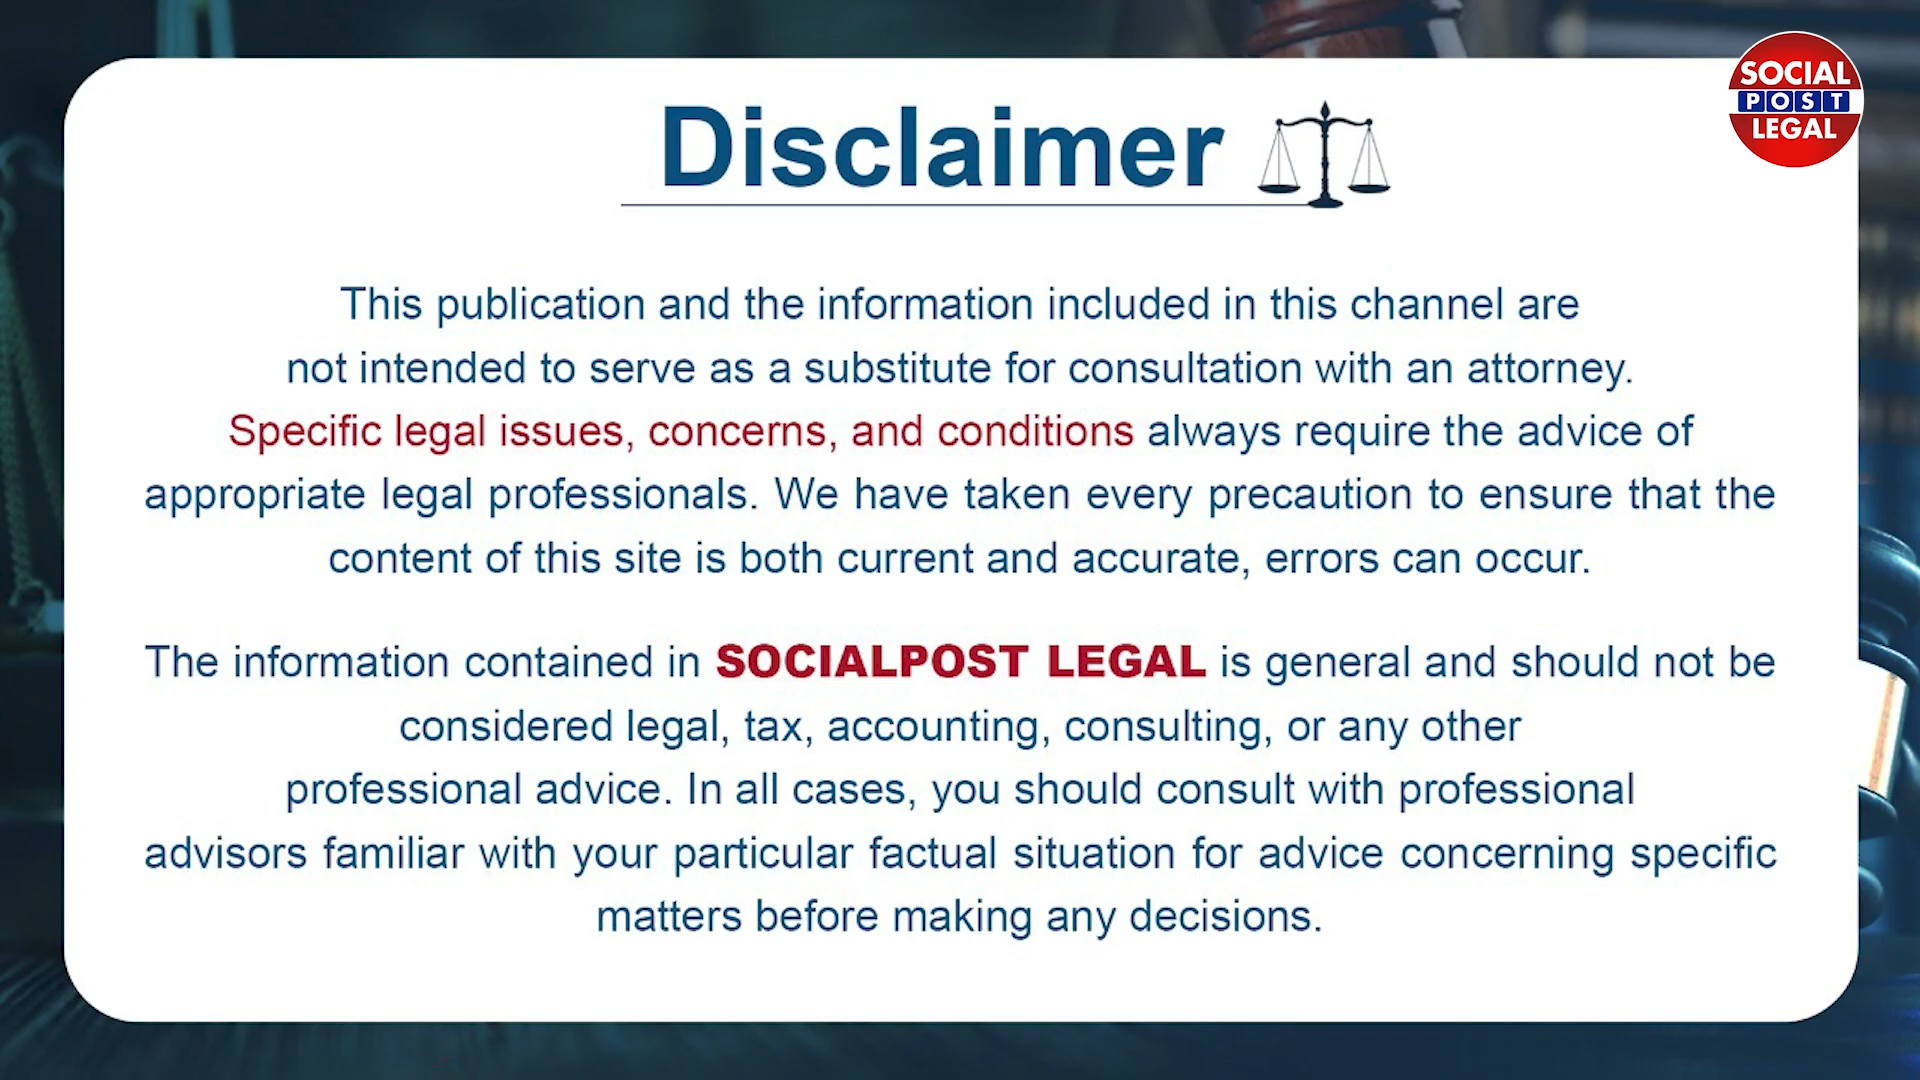 SOCIAL
POST
LEGAL
Disclaimer
This publication and the information included in this channel are
not intended to serve as a substitute for consultation with an attorney.
Specific legal issues, concerns, and conditions always require the advice of
appropriate legal professionals. We have taken every precaution to ensure that the
content of this site is both current and accurate, errors can occur.
The information contained in SOCIALPOST LEGAL is general and should not be
considered legal, tax, accounting, consulting, or any other
professional advice. In all cases, you should consult with professional
advisors familiar with your particular factual situation for advice concerning specific
matters before making any decisions.